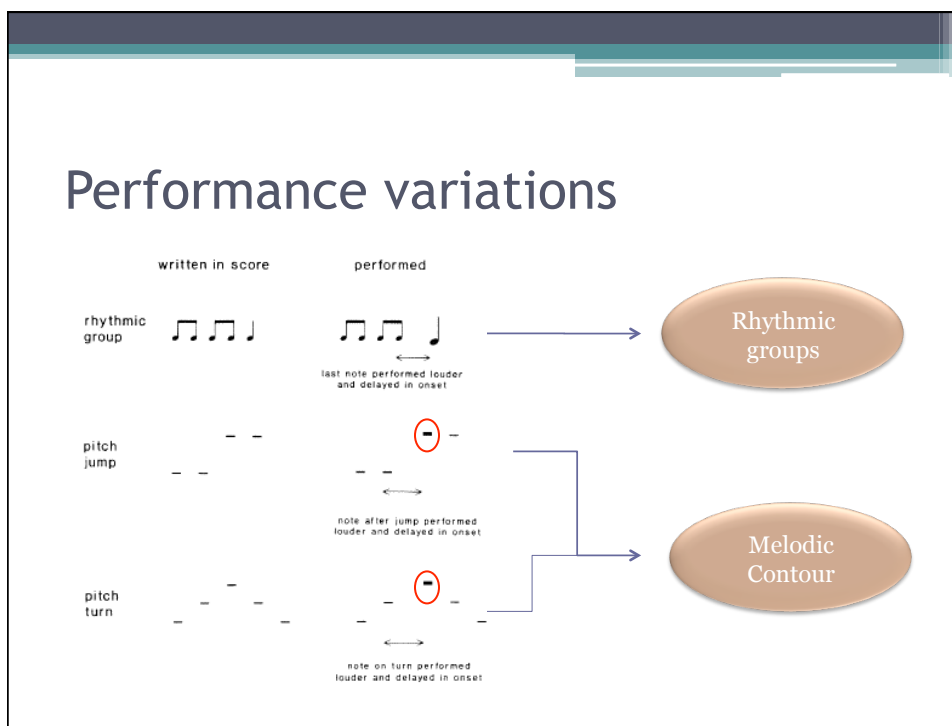 Performance variations
written in score
performed
rhythmic
group
last note performed louder
and delayed in onset
Rhythmic
groups
pitch
jump
note after jump performed
louder and delayed in onset
Melodic
Contour
pitch
turn
note on turn performed
louder and delayed in onset